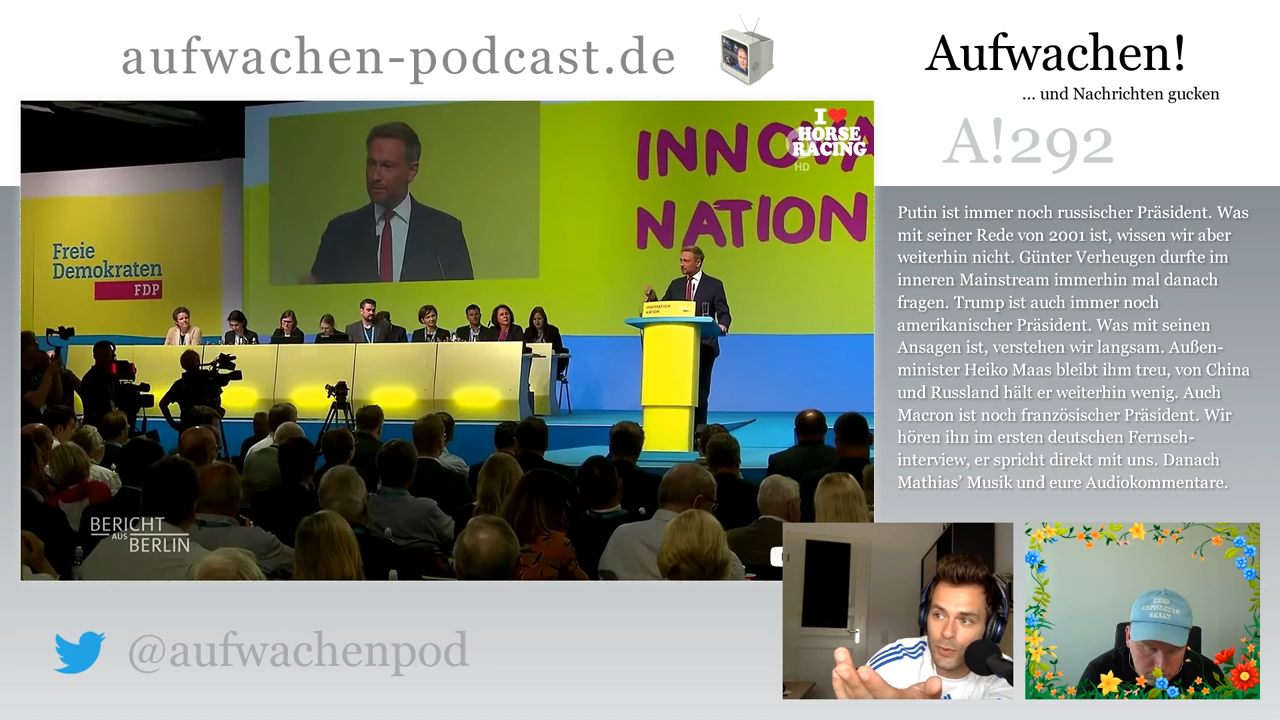 aufwachen-podcast.de
Aufwachen!
... und Nachrichten gucken
A!292
I
HORSE
RACING
HD
INNOVA
NATION
Freie
Demokraten
FDP
INNOVATION
NATION
BERICHT
AUS
BERLIN
Putin ist immer noch russischer Präsident. Was
mit seiner Rede von 2001 ist, wissen wir aber
weiterhin nicht. Günter Verheugen durfte im
inneren Mainstream immerhin mal danach
fragen. Trump ist auch immer noch
amerikanischer Präsident. Was mit seinen
Ansagen ist, verstehen wir langsam. Außen-
minister Heiko Maas bleibt ihm treu, von China
und Russland hält er weiterhin wenig. Auch
Macron ist noch französischer Präsident. Wir
hören ihn im ersten deutschen Fernseh-
interview, er spricht direkt mit uns. Danach
Mathias' Musik und eure Audiokommentare.
@aufwachenpod